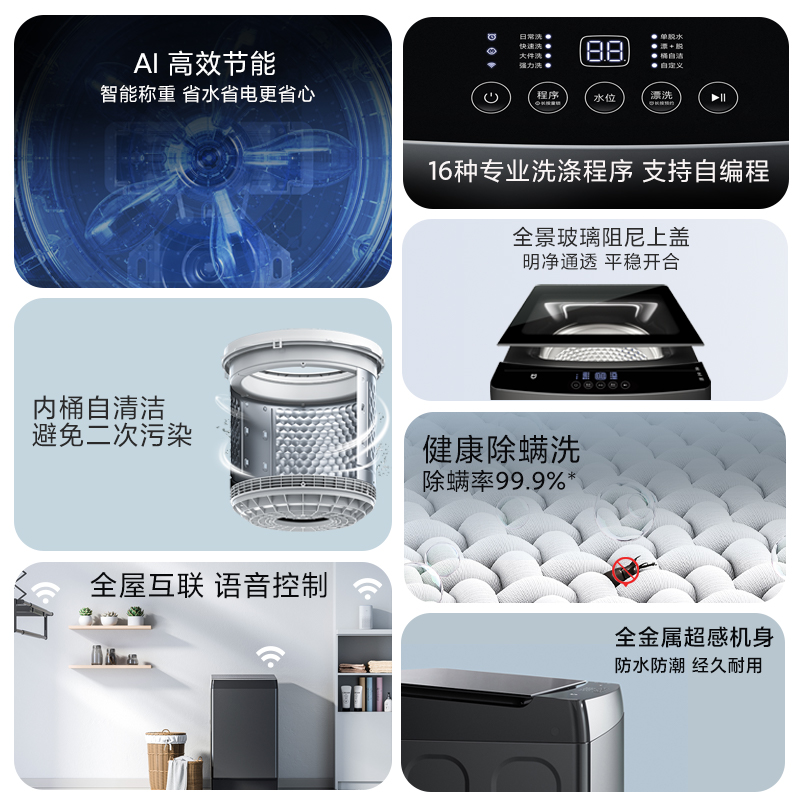 AI 高效节能
智能称重 省水省电更省心
日常洗
快速洗
大件洗
强力洗
88
单脱水
漂+脱
桶自洁
自定义
程序
水位
漂洗
16种专业洗涤程序 支持自编程
全景玻璃阻尼上盖
明净通透 平稳开合
内桶自清洁
避免二次污染
健康除螨洗
除螨率99.9%*
全屋互联 语音控制
全金属超感机身
防水防潮 经久耐用